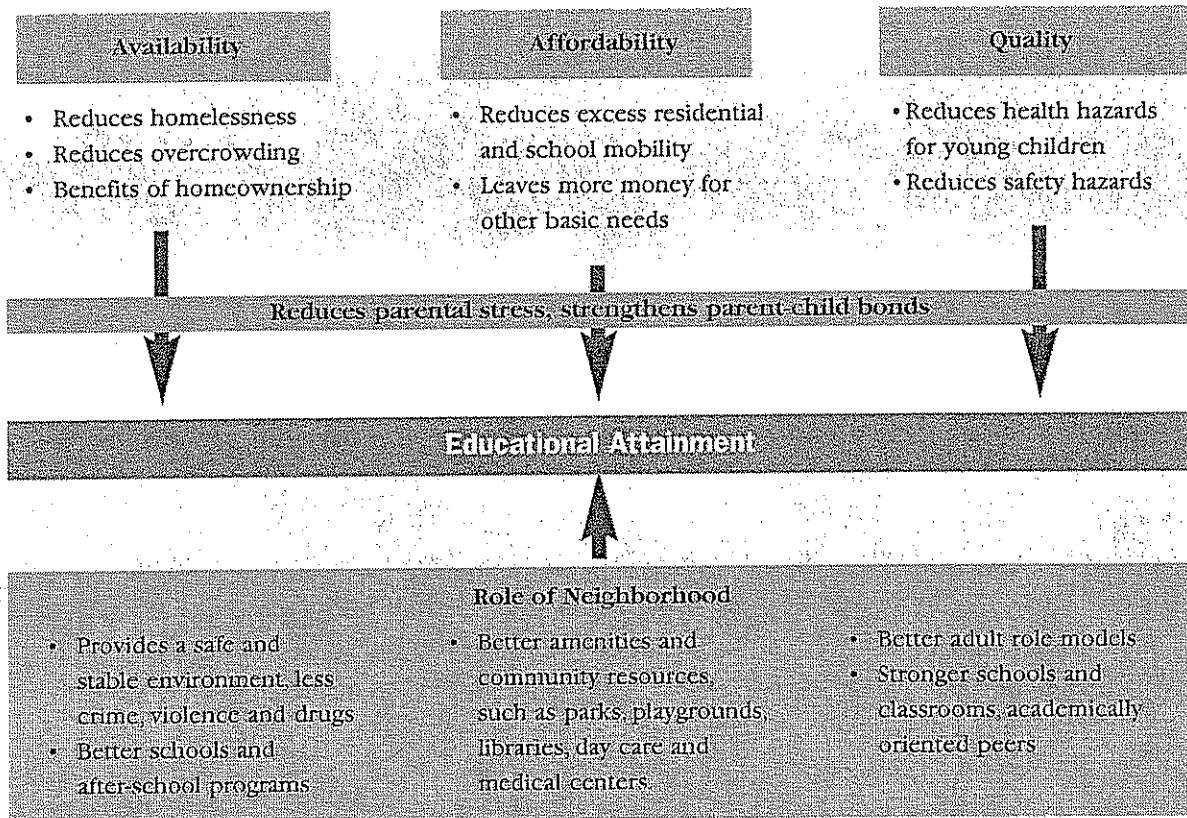 Availability
• Reduces homelessness
• Reduces overcrowding
• Benefits of homeownership
Affordability
• Reduces excess residential
and school mobility
• Leaves more money for
other basic needs
Quality
• Reduces health hazards
for young children
• Reduces safety hazards
Reduces parental stress, strengthens parent-child bonds
Educational Attainment
Role of Neighborhood
• Provides a safe and
stable environment, less
crime, violence and drugs
• Better schools and
after-school programs
• Better amenities and
community resources,
such as parks, playgrounds,
libraries, day care and
medical centers.
• Better adult role models
• Stronger schools and
classrooms, academically
oriented peers